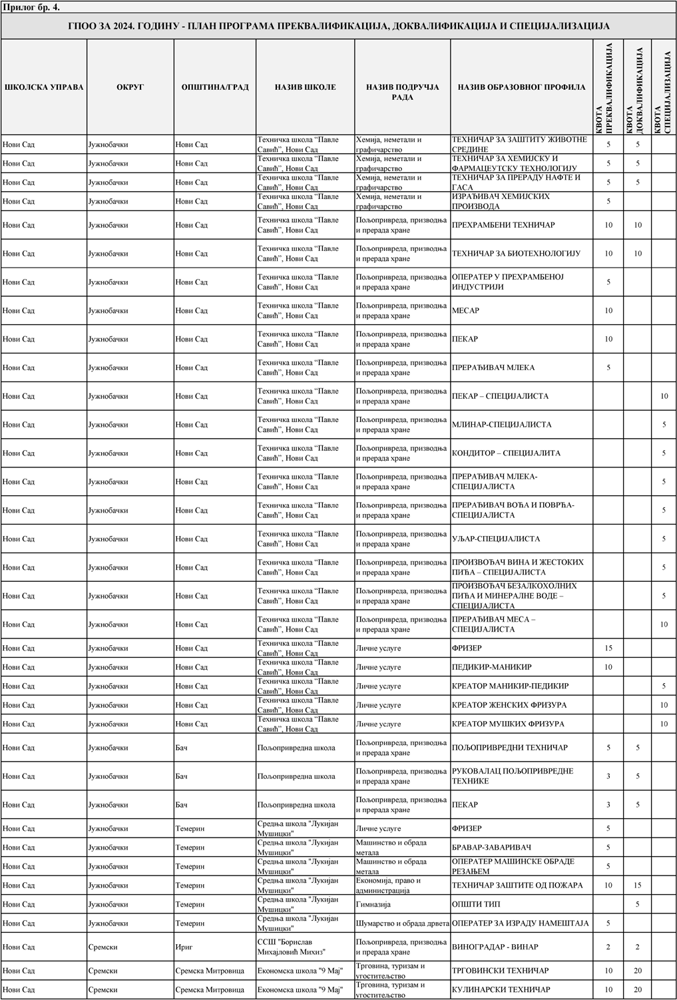 Прилог бр. 4.
ГПОО ЗА 2024. ГОДИНУ - ПЛАН ПРОГРАМА ПРЕКВАЛИФИКАЦИЈА, ДОКВАЛИФИКАЦИЈА И СПЕЦИЈАЛИЗАЦИЈА
ШКОЛСКА УПРАВА ОКРУГ ОПШТИНА/ГРАД НАЗИВ ШКОЛЕ НАЗИВ ПОДРУЧЈА РАДА НАЗИВ ОБРАЗОВНОГ ПРОФИЛА КВОТА ПРЕКВАЛИФИКАЦИЈА КВОТА ДОКВАЛИФИКАЦИЈА КВОТА СПЕЦИЈАЛИЗАЦИЈА
Нови Сад Јужнобачки Нови Сад Техничка школа “Павле Савић”, Нови Сад Хемија, неметали и графичарство ТЕХНИЧАР ЗА ЗАШТИТУ ЖИВОТНЕ СРЕДИНЕ 5 5
Нови Сад Јужнобачки Нови Сад Техничка школа “Павле Савић”, Нови Сад Хемија, неметали и графичарство ТЕХНИЧАР ЗА ХЕМИЈСКУ И ФАРМАЦЕУТСКУ ТЕХНОЛОГИЈУ 5 5
Нови Сад Јужнобачки Нови Сад Техничка школа “Павле Савић”, Нови Сад Хемија, неметали и графичарство ТЕХНИЧАР ЗА ПРЕРАДУ НАФТЕ И ГАСА 5 5
Нови Сад Јужнобачки Нови Сад Техничка школа “Павле Савић”, Нови Сад Хемија, неметали и графичарство ИЗРАЂИВАЧ ХЕМИЈСКИХ ПРОИЗВОДА 5
Нови Сад Јужнобачки Нови Сад Техничка школа “Павле Савић”, Нови Сад Пољопривреда, призводња и прерада хране ПРЕХРАМБЕНИ ТЕХНИЧАР 10 10
Нови Сад Јужнобачки Нови Сад Техничка школа “Павле Савић”, Нови Сад Пољопривреда, призводња и прерада хране ТЕХНИЧАР ЗА БИОТЕХНОЛОГИЈУ 10 10
Нови Сад Јужнобачки Нови Сад Техничка школа “Павле Савић”, Нови Сад Пољопривреда, призводња и прерада хране ОПЕРАТЕР У ПРЕХРАМБЕНОЈ ИНДУСТРИЈИ 5
Нови Сад Јужнобачки Нови Сад Техничка школа “Павле Савић”, Нови Сад Пољопривреда, призводња и прерада хране МЕСАР 10
Нови Сад Јужнобачки Нови Сад Техничка школа “Павле Савић”, Нови Сад Пољопривреда, призводња и прерада хране ПЕКАР 10
Нови Сад Јужнобачки Нови Сад Техничка школа “Павле Савић”, Нови Сад Пољопривреда, призводња и прерада хране ПРЕРАЂИВАЧ МЛЕКА 5
Нови Сад Јужнобачки Нови Сад Техничка школа “Павле Савић”, Нови Сад Пољопривреда, призводња и прерада хране ПЕКАР – СПЕЦИЈАЛИСТА 10
Нови Сад Јужнобачки Нови Сад Техничка школа “Павле Савић”, Нови Сад Пољопривреда, призводња и прерада хране МЛИНАР-СПЕЦИЈАЛИСТА 5
Нови Сад Јужнобачки Нови Сад Техничка школа “Павле Савић”, Нови Сад Пољопривреда, призводња и прерада хране КОНДИТОР – СПЕЦИЈАЛИТА 5
Нови Сад Јужнобачки Нови Сад Техничка школа “Павле Савић”, Нови Сад Пољопривреда, призводња и прерада хране ПРЕРАЂИВАЧ МЛЕКА-СПЕЦИЈАЛИСТА 5
Нови Сад Јужнобачки Нови Сад Техничка школа “Павле Савић”, Нови Сад Пољопривреда, призводња и прерада хране ПРЕРАЂИВАЧ ВОЋА И ПОВРЋА-СПЕЦИЈАЛИСТА 5
Нови Сад Јужнобачки Нови Сад Техничка школа “Павле Савић”, Нови Сад Пољопривреда, призводња и прерада хране УЉАР-СПЕЦИЈАЛИСТА 5
Нови Сад Јужнобачки Нови Сад Техничка школа “Павле Савић”, Нови Сад Пољопривреда, призводња и прерада хране ПРОИЗВОЂАЧ ВИНА И ЖЕСТОКИХ ПИЋА – СПЕЦИЈАЛИСТА 5
Нови Сад Јужнобачки Нови Сад Техничка школа “Павле Савић”, Нови Сад Пољопривреда, призводња и прерада хране ПРОИЗВОЂАЧ БЕЗАЛКОХОЛНИХ ПИЋА И МИНЕРАЛНЕ ВОДЕ – СПЕЦИЈАЛИСТА 5
Нови Сад Јужнобачки Нови Сад Техничка школа “Павле Савић”, Нови Сад Пољопривреда, призводња и прерада хране ПРЕРАЂИВАЧ МЕСА – СПЕЦИЈАЛИСТА 10
Нови Сад Јужнобачки Нови Сад Техничка школа “Павле Савић”, Нови Сад Личне услуге ФРИЗЕР 15
Нови Сад Јужнобачки Нови Сад Техничка школа “Павле Савић”, Нови Сад Личне услуге ПЕДИКИР-МАНИКИР 10
Нови Сад Јужнобачки Нови Сад Техничка школа “Павле Савић”, Нови Сад Личне услуге КРЕАТОР МАНИКИР-ПЕДИКИР 5
Нови Сад Јужнобачки Нови Сад Техничка школа “Павле Савић”, Нови Сад Личне услуге КРЕАТОР ЖЕНСКИХ ФРИЗУРА 10
Нови Сад Јужнобачки Нови Сад Техничка школа “Павле Савић”, Нови Сад Личне услуге КРЕАТОР МУШКИХ ФРИЗУРА 10
Нови Сад Јужнобачки Бач Пољопривредна школа Пољопривреда, призводња и прерада хране ПОЉОПРИВРЕДНИ ТЕХНИЧАР 5 5
Нови Сад Јужнобачки Бач Пољопривредна школа Пољопривреда, призводња и прерада хране РУКОВАЛАЦ ПОЉОПРИВРЕДНЕ ТЕХНИКЕ 3 5
Нови Сад Јужнобачки Бач Пољопривредна школа Пољопривреда, призводња и прерада хране ПЕКАР 3 5
Нови Сад Јужнобачки Темерин Средња школа "Лукијан Мушицки" Личне услуге ФРИЗЕР 5
Нови Сад Јужнобачки Темерин Средња школа "Лукијан Мушицки" Машинство и обрада метала БРАВАР-ЗАВАРИВАЧ 5
Нови Сад Јужнобачки Темерин Средња школа "Лукијан Мушицки" Машинство и обрада метала ОПЕРАТЕР МАШИНСКЕ ОБРАДЕ РЕЗАЊЕМ 5
Нови Сад Јужнобачки Темерин Средња школа "Лукијан Мушицки" Економија, право и администрација ТЕХНИЧАР ЗАШТИТЕ ОД ПОЖАРА 10 15
Нови Сад Јужнобачки Темерин Средња школа "Лукијан Мушицки" Гимназија ОПШТИ ТИП 5
Нови Сад Јужнобачки Темерин Средња школа "Лукијан Мушицки" Шумарство и обрада дрвета ОПЕРАТЕР ЗА ИЗРАДУ НАМЕШТАЈА 5
Нови Сад Сремски Ириг ССШ "Борислав Михајловић Михиз" Пољопривреда, призводња и прерада хране ВИНОГРАДАР - ВИНАР 2 2
Нови Сад Сремски Сремска Митровица Економска школа "9 Мај" Трговина, туризам и угоститељство ТРГОВИНСКИ ТЕХНИЧАР 10 20
Нови Сад Сремски Сремска Митровица Економска школа "9 Мај" Трговина, туризам и угоститељство КУЛИНАРСКИ ТЕХНИЧАР 10 20